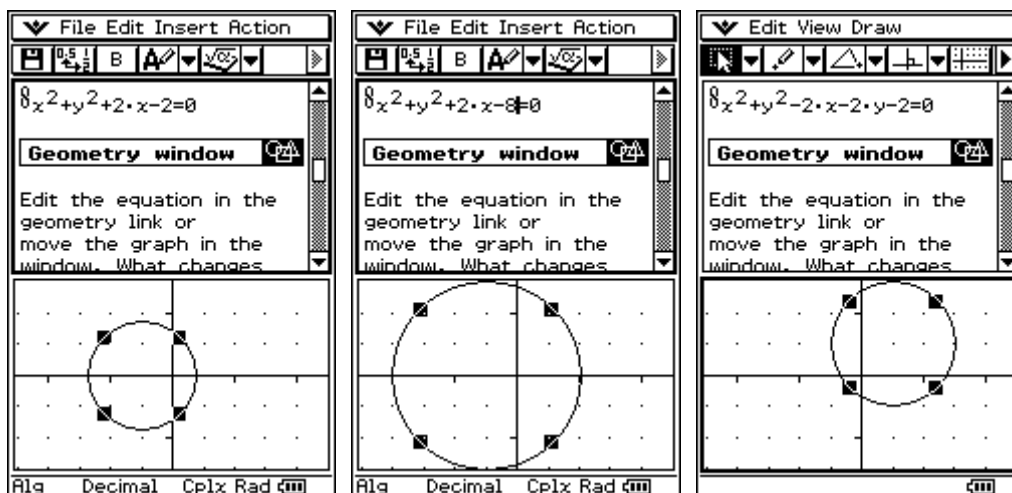 File Edit Insert Action
B A
x²+y²+2·x-2=0
Geometry window
Edit the equation in the
geometry link or
move the graph in the
window. What changes
Alg Decimal Cplx Rad
File Edit Insert Action
B A
x²+y²+2·x-8=0
Geometry window
Edit the equation in the
geometry link or
move the graph in the
window. What changes
Alg Decimal Cplx Rad
Edit View Draw
x²+y²-2·x-2·y-2=0
Geometry window
Edit the equation in the
geometry link or
move the graph in the
window. What changes